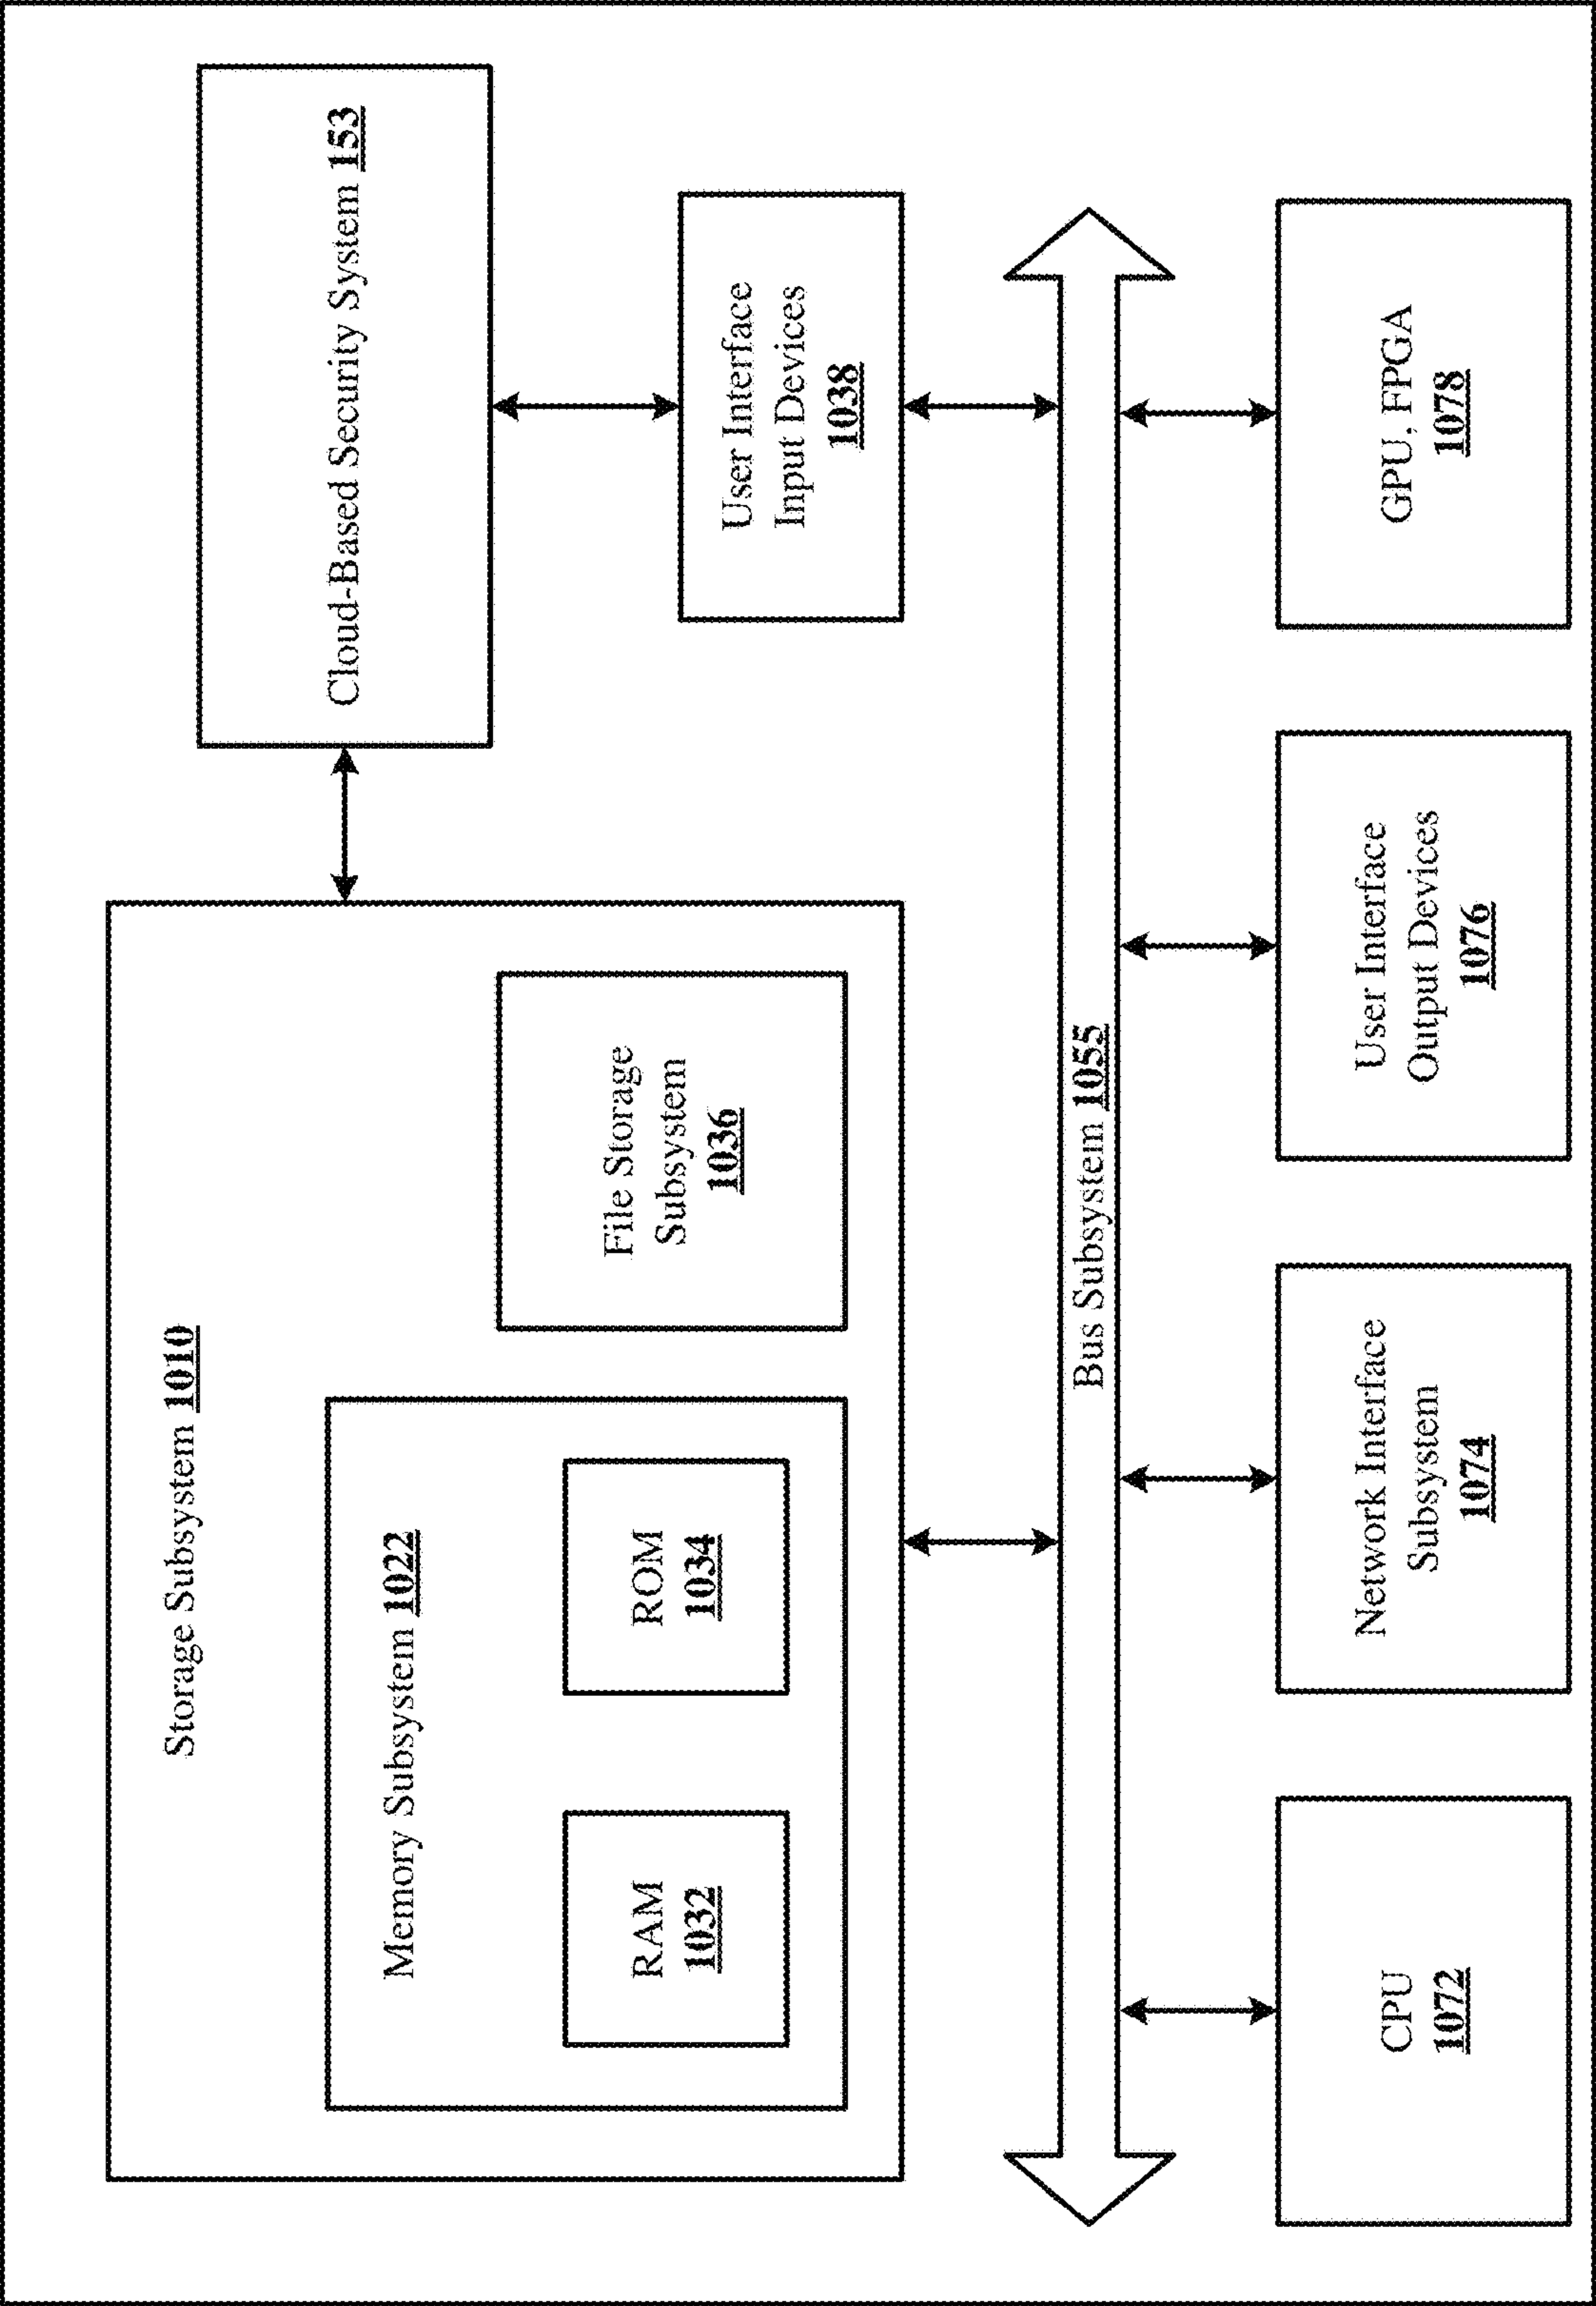 Storage Subsystem 1010
Memory Subsystem 1022
RAM
1032
ROM
1034
File Storage
Subsystem
1036
Cloud-Based Security System 153
User Interface
Input Devices
1038
Bus Subsystem 1055
CPU
1072
Network Interface
Subsystem
1074
User Interface
Output Devices
1076
GPU, FPGA
1078